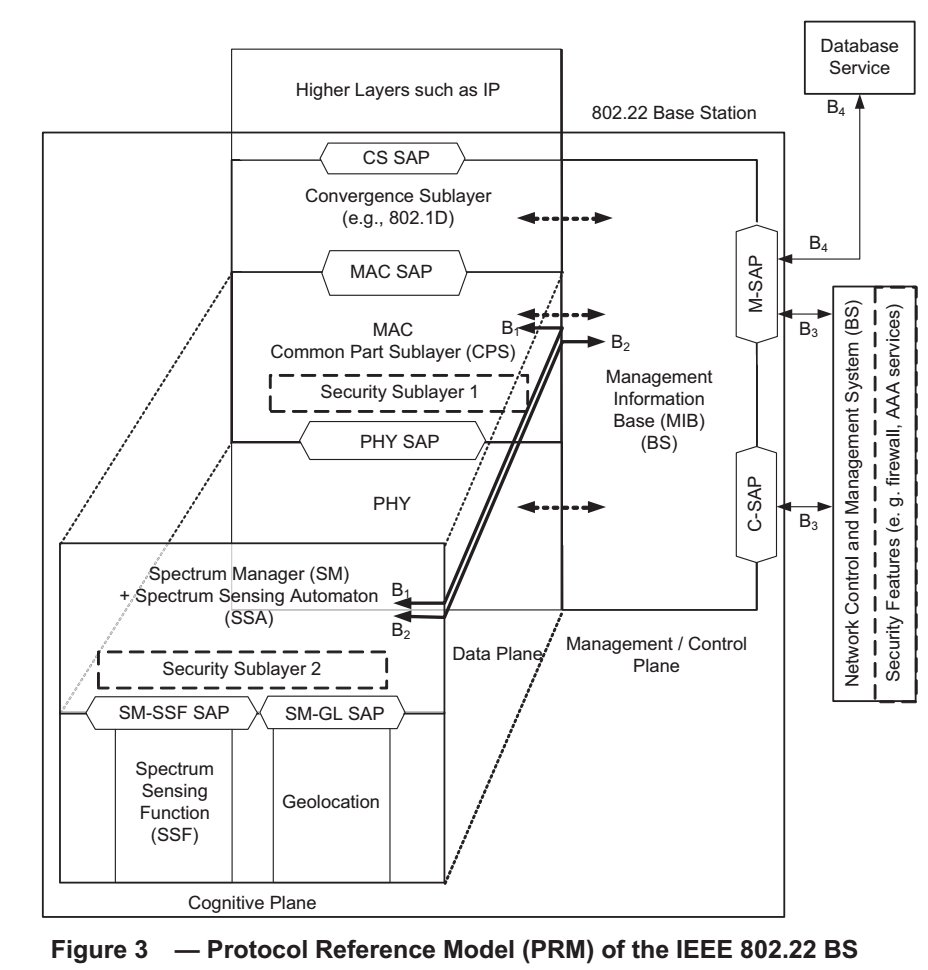 Database
Service
B4
Higher Layers such as IP
802.22 Base Station
CS SAP
Convergence Sublayer
(e.g., 802.1D)
B4
M-SAP
MAC SAP
B3
MAC
Common Part Sublayer (CPS)
B1
B2
Security Sublayer 1
Management
Information
Base (MIB)
(BS)
PHY SAP
PHY
C-SAP
B3
Network Control and Management System (BS)
Security Features (e. g. firewall, AAA services)
Spectrum Manager (SM)
+ Spectrum Sensing Automaton
(SSA)
B1
B2
Security Sublayer 2
Data Plane
Management / Control
Plane
SM-SSF SAP
SM-GL SAP
Spectrum
Sensing
Function
(SSF)
Geolocation
Cognitive Plane
Figure 3 — Protocol Reference Model (PRM) of the IEEE 802.22 BS